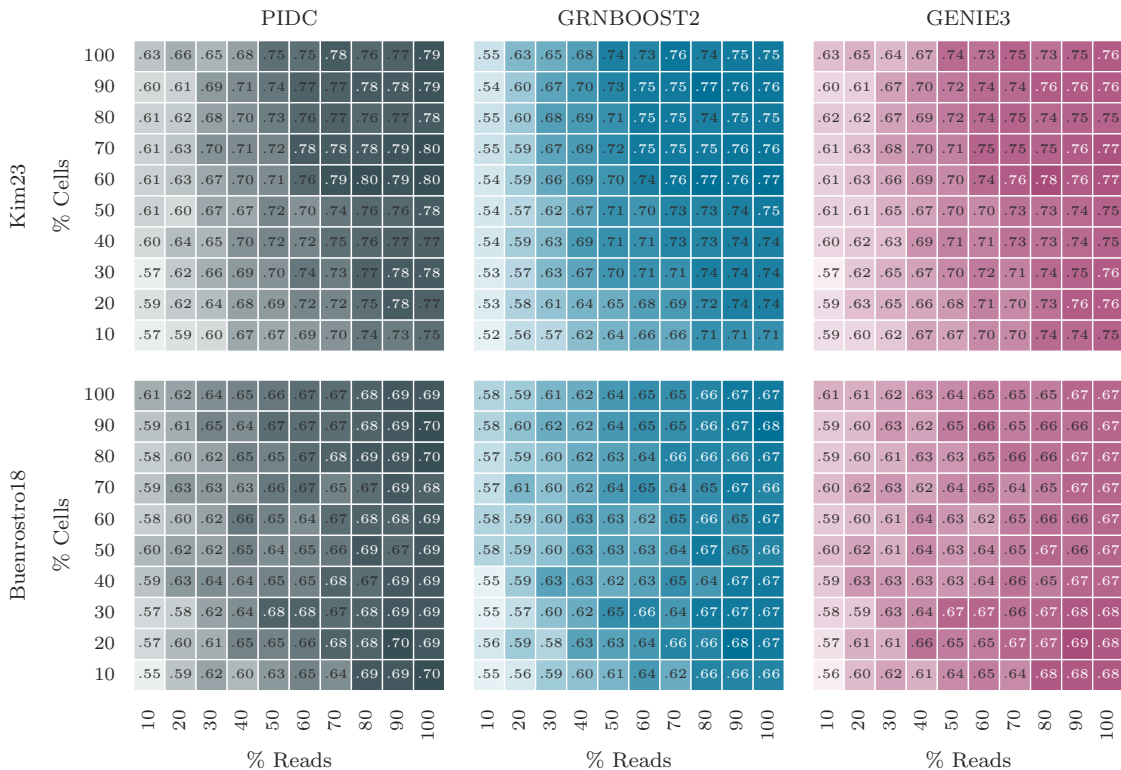 PIDC GRNBOOST2 GENIE3
Kim23
% Cells
100 .63 .66 .65 .68 .75 .75 .78 .76 .77 .79 .55 .63 .65 .68 .74 .73 .76 .74 .75 .75 .63 .65 .64 .67 .74 .73 .75 .73 .75 .76
90 .60 .61 .69 .71 .74 .77 .77 .78 .78 .79 .54 .60 .67 .70 .73 .75 .75 .77 .76 .76 .60 .61 .67 .70 .72 .74 .74 .76 .76 .76
80 .61 .62 .68 .70 .73 .76 .77 .76 .77 .78 .55 .60 .68 .69 .71 .75 .75 .74 .75 .75 .62 .62 .67 .69 .72 .74 .75 .74 .75 .75
70 .61 .63 .70 .71 .72 .78 .78 .78 .79 .80 .55 .59 .67 .69 .72 .75 .75 .75 .76 .76 .61 .63 .68 .70 .71 .75 .75 .75 .76 .77
60 .61 .63 .67 .70 .71 .76 .79 .80 .79 .80 .54 .59 .66 .69 .70 .74 .76 .77 .76 .77 .61 .63 .66 .69 .70 .74 .76 .78 .76 .77
50 .61 .60 .67 .67 .72 .70 .74 .76 .76 .78 .54 .57 .62 .67 .71 .70 .73 .73 .74 .75 .61 .61 .65 .67 .70 .70 .73 .73 .74 .75
40 .60 .64 .65 .70 .72 .72 .75 .76 .77 .77 .54 .59 .63 .69 .71 .71 .73 .73 .74 .74 .60 .62 .63 .69 .71 .71 .73 .73 .74 .75
30 .57 .62 .66 .69 .70 .74 .73 .77 .78 .78 .53 .57 .63 .67 .70 .71 .71 .74 .74 .74 .57 .62 .65 .67 .70 .72 .71 .74 .75 .76
20 .59 .62 .64 .68 .69 .72 .72 .75 .78 .77 .53 .58 .61 .64 .65 .68 .69 .72 .74 .74 .59 .63 .65 .66 .68 .71 .70 .73 .76 .76
10 .57 .59 .60 .67 .67 .69 .70 .74 .73 .75 .52 .56 .57 .62 .64 .66 .66 .71 .71 .71 .59 .60 .62 .67 .67 .70 .70 .74 .74 .75
Buenrostro18
% Cells
100 .61 .62 .64 .65 .66 .67 .67 .68 .69 .69 .58 .59 .61 .62 .64 .65 .65 .66 .67 .67 .61 .61 .62 .63 .64 .65 .65 .65 .67 .67
90 .59 .61 .65 .64 .67 .67 .67 .68 .69 .70 .58 .60 .62 .62 .64 .65 .65 .66 .67 .68 .59 .60 .63 .62 .65 .66 .65 .66 .66 .67
80 .58 .60 .62 .65 .65 .67 .68 .69 .69 .70 .57 .59 .60 .62 .63 .64 .66 .66 .66 .67 .59 .60 .61 .63 .63 .65 .66 .66 .67 .67
70 .59 .63 .63 .63 .66 .67 .65 .67 .69 .68 .57 .61 .60 .62 .64 .65 .64 .65 .67 .66 .60 .62 .62 .63 .65 .64 .65 .65 .67 .67
60 .58 .60 .62 .66 .65 .64 .67 .68 .68 .69 .58 .59 .60 .63 .63 .62 .65 .66 .65 .67 .59 .60 .61 .64 .63 .62 .65 .66 .66 .67
50 .60 .62 .62 .65 .64 .65 .66 .69 .67 .69 .58 .59 .60 .63 .62 .63 .64 .67 .65 .66 .60 .62 .61 .64 .63 .64 .64 .67 .66 .67
40 .59 .63 .64 .64 .65 .65 .68 .67 .69 .69 .55 .59 .63 .63 .62 .63 .65 .64 .67 .67 .59 .63 .63 .63 .63 .64 .66 .65 .67 .67
30 .57 .58 .62 .64 .68 .68 .67 .68 .69 .69 .55 .57 .60 .62 .65 .66 .64 .67 .67 .67 .58 .59 .63 .64 .67 .67 .66 .67 .68 .68
20 .57 .60 .61 .65 .65 .66 .68 .68 .70 .69 .56 .59 .58 .63 .63 .64 .66 .66 .68 .67 .57 .61 .61 .66 .65 .65 .67 .67 .69 .68
10 .55 .59 .62 .60 .63 .65 .64 .69 .69 .70 .55 .56 .59 .60 .61 .64 .62 .66 .66 .66 .56 .60 .62 .61 .64 .65 .64 .68 .68 .68
10 20 30 40 50 60 70 80 90 100 10 20 30 40 50 60 70 80 90 100 10 20 30 40 50 60 70 80 90 100
% Reads % Reads % Reads